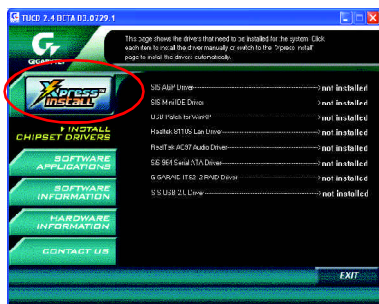 TUCD 2.4 BETA D3.0729.1
This page shows the drivers that need to be installed for the system. Click
each item to install the driver manually or switch to the "Xpress Install"
page to install the drivers automatically.
GIGABYTE
Xpress™
INSTALL
INSTALL
CHIPSET DRIVERS
SOFTWARE
APPLICATIONS
SOFTWARE
INFORMATION
HARDWARE
INFORMATION
CONTACT US
SIS AGP Driver not installed
SIS Mini IDE Driver not installed
USB Patch for WinXP not installed
Realtek 8110S Lan Driver not installed
RealTek AC97 Audio Driver not installed
SiS 964 Serial ATA Driver not installed
GIGARAID IT82 2 RAID Driver not installed
SIS USB 2.0 Driver not installed
EXIT